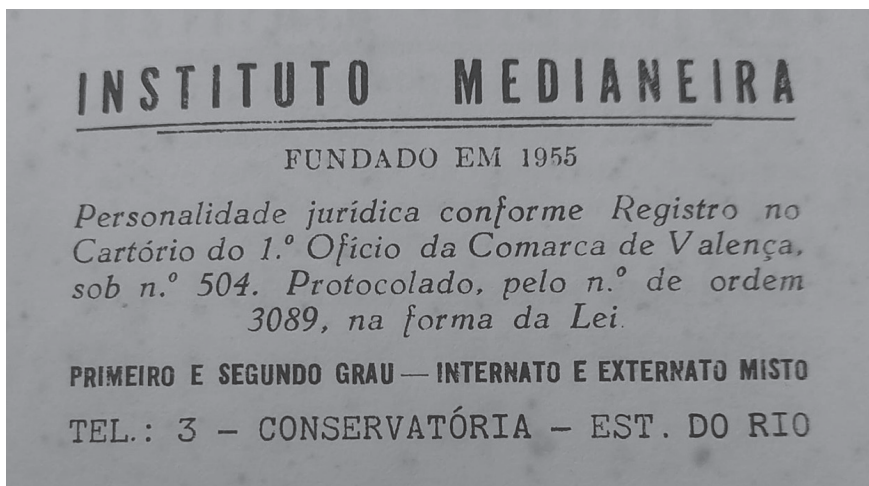 INSTITUTO MEDIANEIRA
FUNDADO EM 1955
Personalidade jurídica conforme Registro no
Cartório do 1.º Ofício da Comarca de Valença,
sob n.º 504. Protocolado, pelo n.º de ordem
3089, na forma da Lei.
PRIMEIRO E SEGUNDO GRAU — INTERNATO E EXTERNATO MISTO
TEL.: 3 – CONSERVATÓRIA – EST. DO RIO